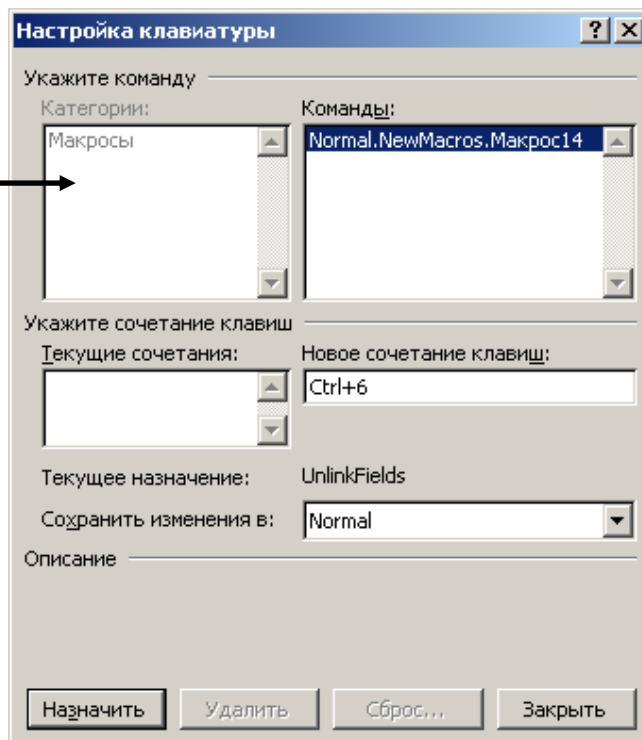 Настройка клавиатуры
Укажите команду
Категории: Команды:
Макросы Normal.NewMacros.Макрос14
Укажите сочетание клавиш
Текущие сочетания: Новое сочетание клавиш:
Ctrl+6
Текущее назначение: UnlinkFields
Сохранить изменения в: Normal
Описание
Назначить Удалить Сброс... Закрыть